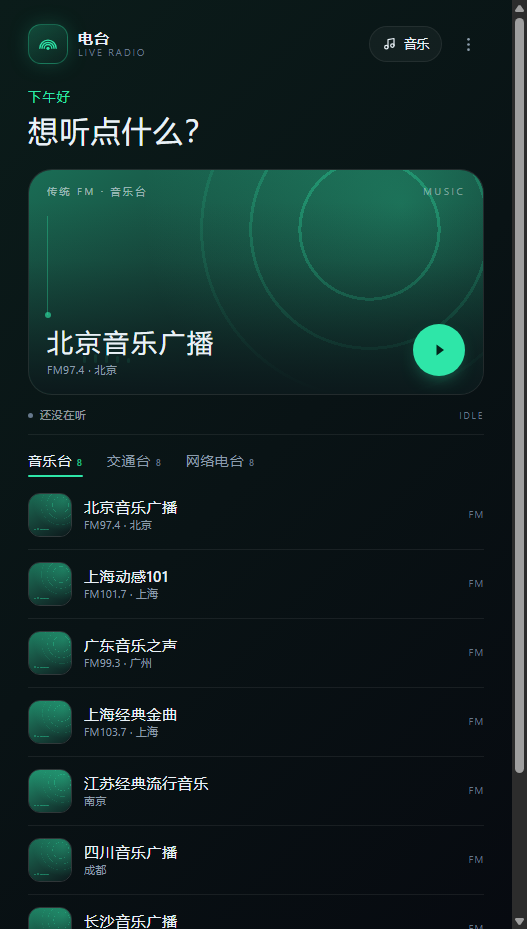 电台
LIVE RADIO
音乐
下午好
想听点什么？
传统 FM · 音乐台
MUSIC
北京音乐广播
FM97.4 · 北京
还没在听
IDLE
音乐台 8
交通台 8
网络电台 8
北京音乐广播
FM97.4 · 北京
FM
上海动感101
FM101.7 · 上海
FM
广东音乐之声
FM99.3 · 广州
FM
上海经典金曲
FM103.7 · 上海
FM
江苏经典流行音乐
南京
FM
四川音乐广播
成都
FM
长沙音乐广播
FM